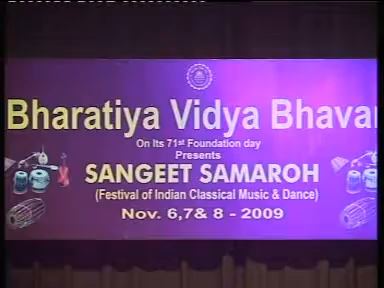 Bharatiya Vidya Bhavan
On Its 71st Foundation day
Presents
SANGEET SAMAROH
(Festival of Indian Classical Music & Dance)
Nov. 6,7& 8 - 2009